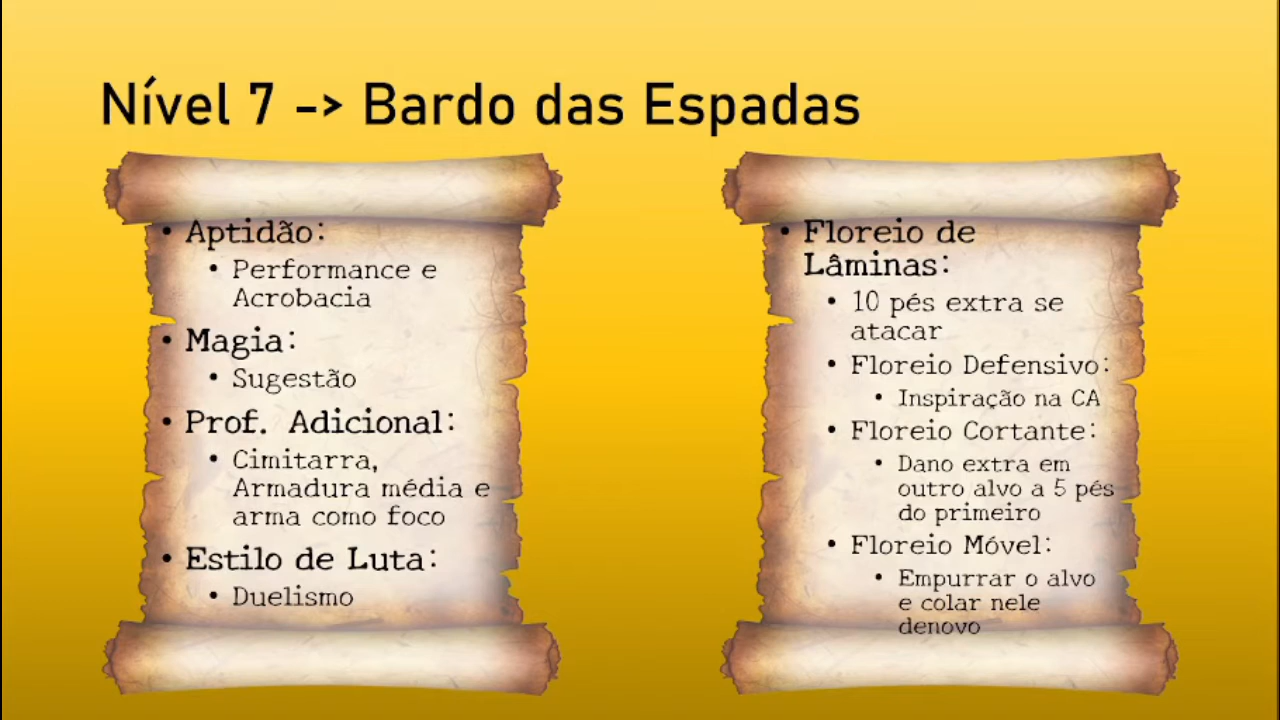 Nível 7 -> Bardo das Espadas
• Aptidão:
• Performance e
Acrobacia
• Magia:
• Sugestão
• Prof. Adicional:
• Cimitarra,
Armadura média e
arma como foco
• Estilo de Luta:
• Duelismo
• Floreio de
Lâminas:
• 10 pés extra se
atacar
• Floreio Defensivo:
• Inspiração na CA
• Floreio Cortante:
• Dano extra em
outro alvo a 5 pés
do primeiro
• Floreio Móvel:
• Empurrar o alvo
e colar nele
denovo